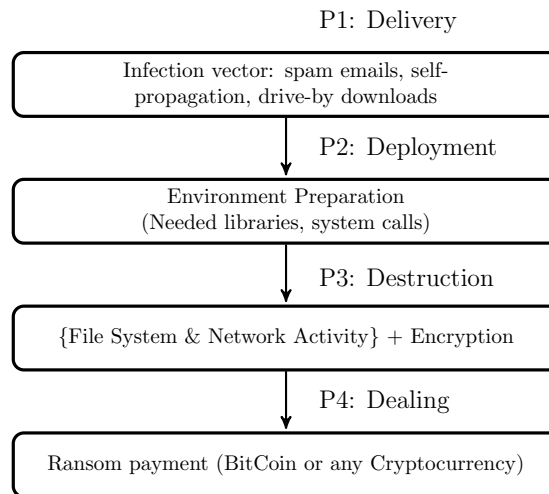 P1: Delivery
Infection vector: spam emails, self-
propagation, drive-by downloads
P2: Deployment
Environment Preparation
(Needed libraries, system calls)
P3: Destruction
{File System & Network Activity} + Encryption
P4: Dealing
Ransom payment (BitCoin or any Cryptocurrency)